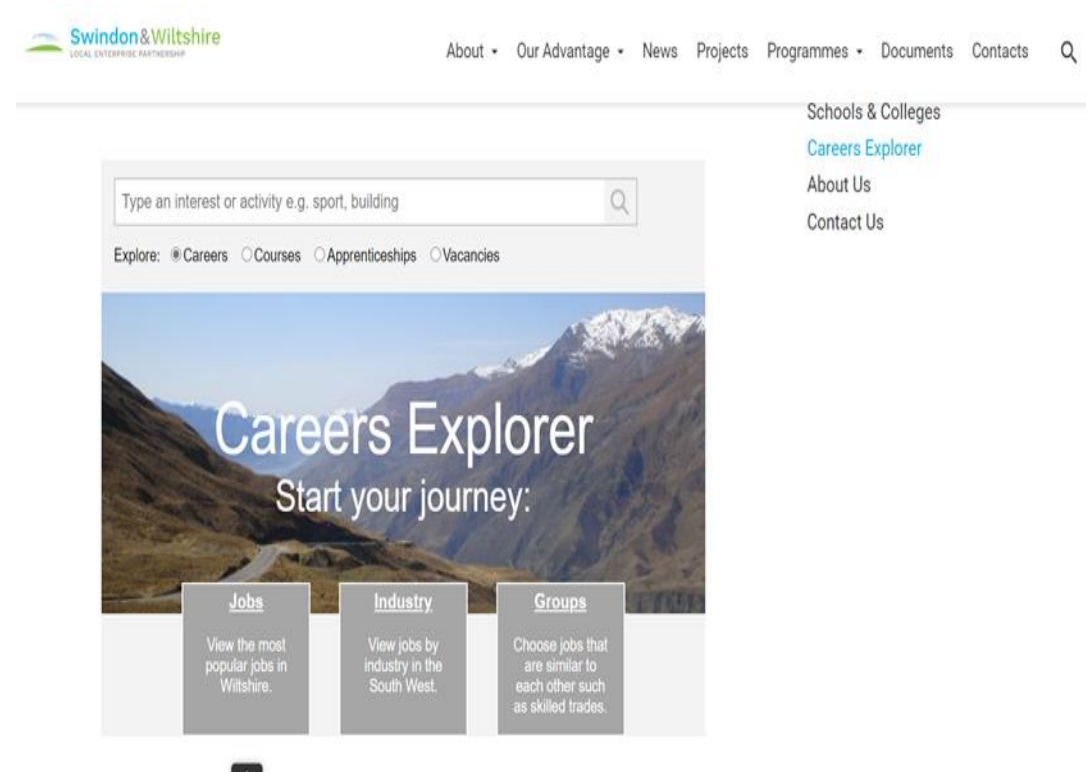 Swindon&Wiltshire
LOCAL ENTERPRISE PARTNERSHIP
About Our Advantage News Projects Programmes Documents Contacts
Schools & Colleges
Careers Explorer
About Us
Contact Us
Type an interest or activity e.g. sport, building
Explore: Careers Courses Apprenticeships Vacancies
Careers Explorer
Start your journey:
Jobs
View the most
popular jobs in
Wiltshire.
Industry
View jobs by
industry in the
South West.
Groups
Choose jobs that
are similar to
each other such
as skilled trades.